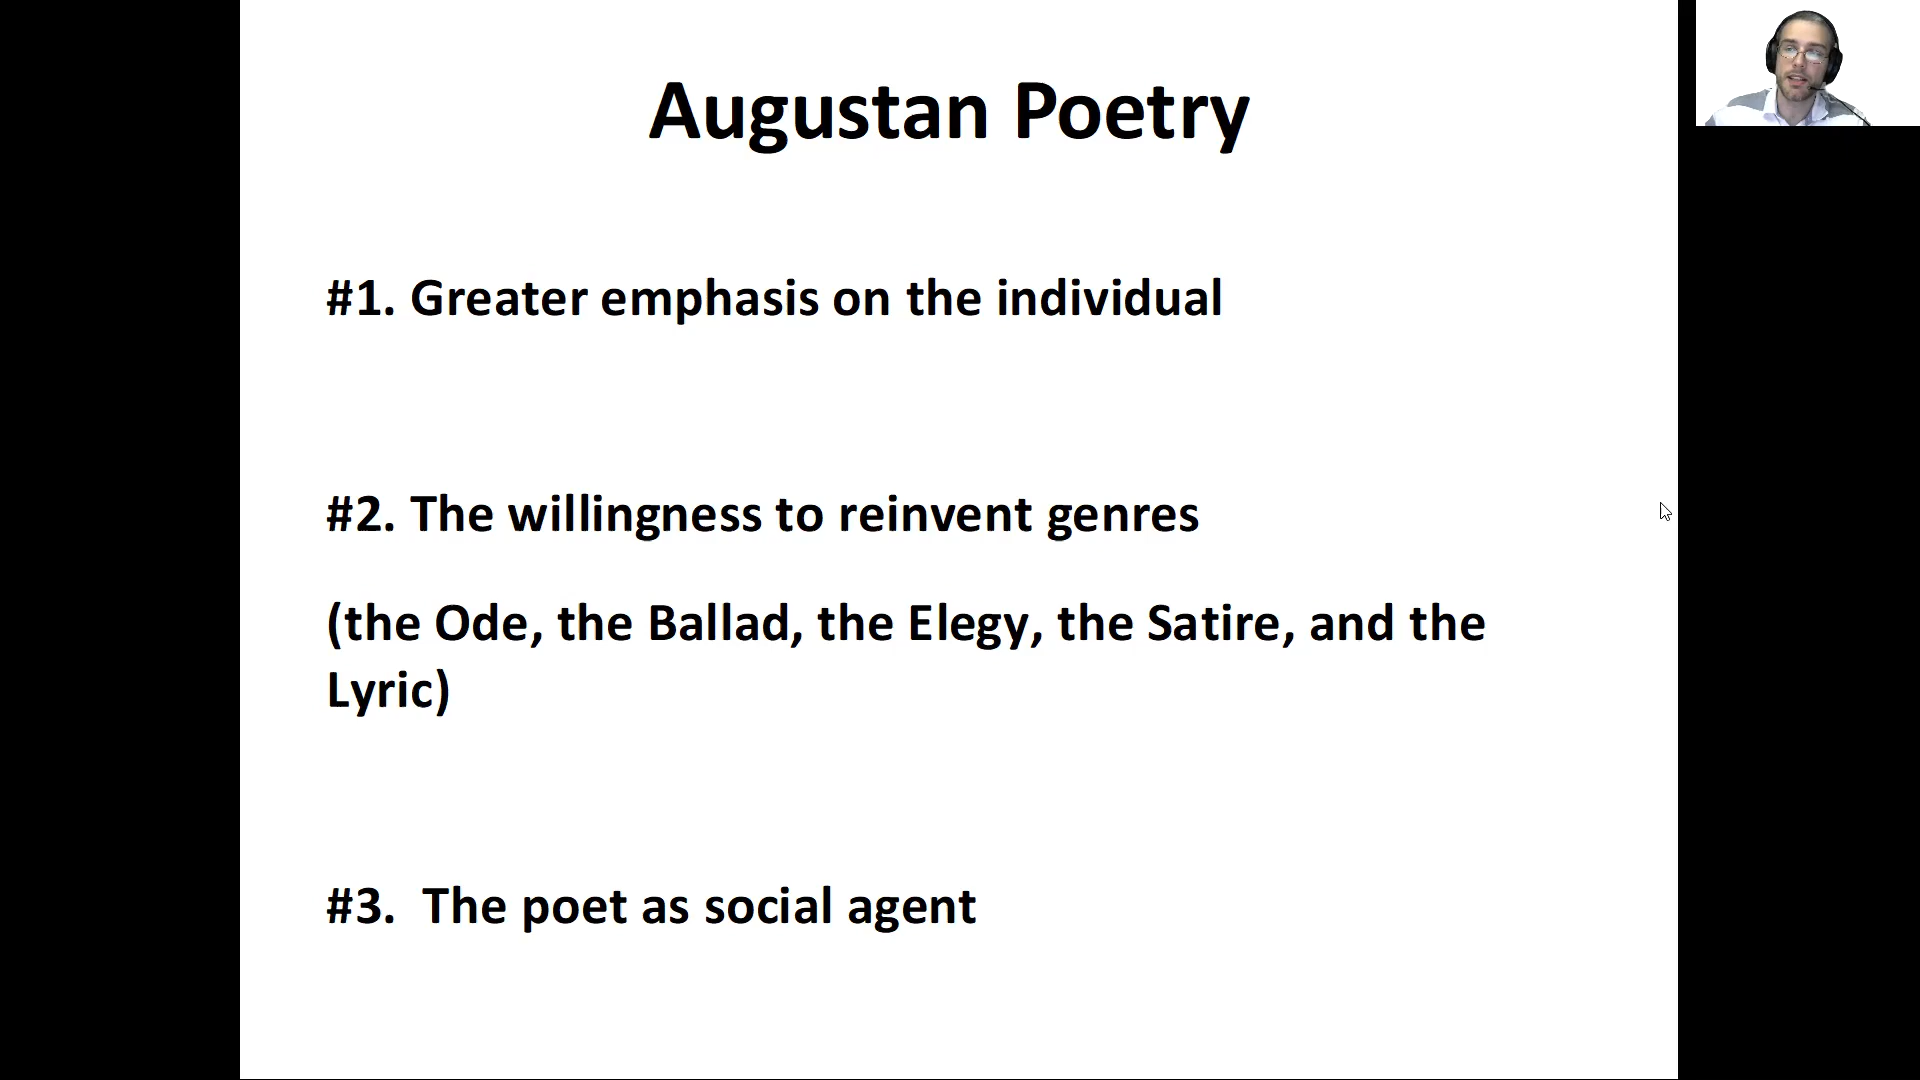 Augustan Poetry
#1. Greater emphasis on the individual
#2. The willingness to reinvent genres
(the Ode, the Ballad, the Elegy, the Satire, and the
Lyric)
#3. The poet as social agent